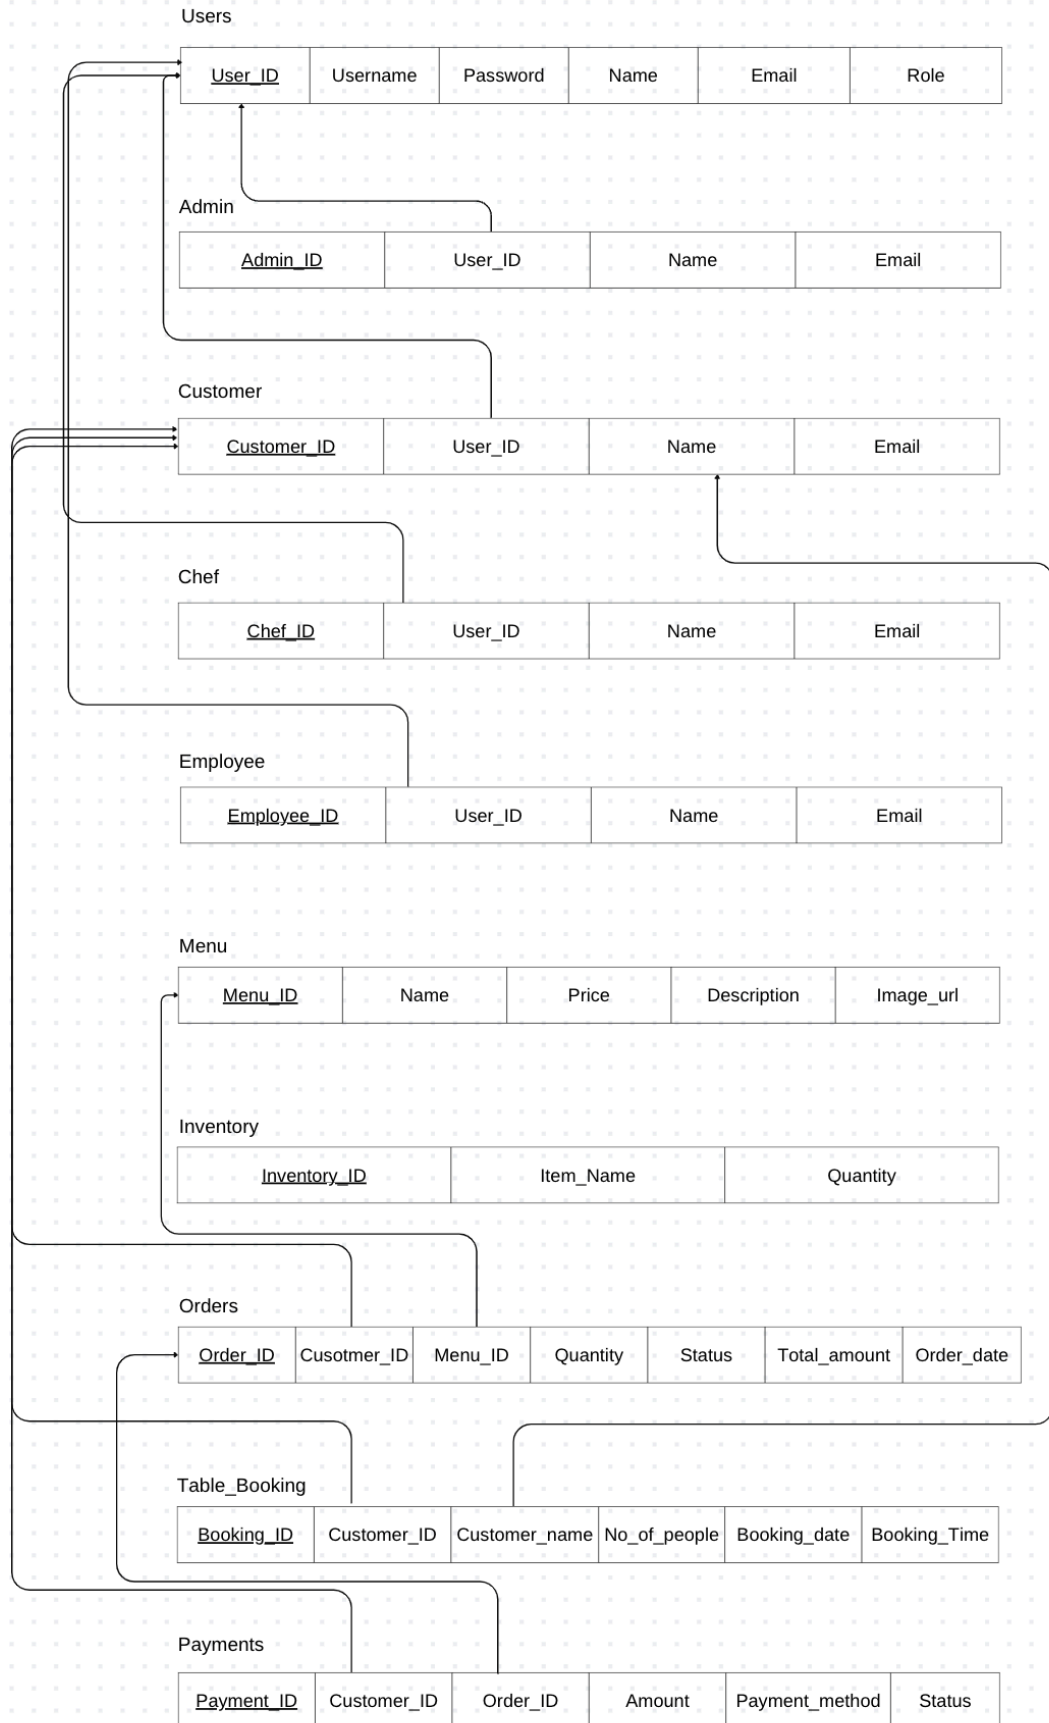 Users
User_ID Username Password Name Email Role
Admin
Admin_ID User_ID Name Email
Customer
Customer_ID User_ID Name Email
Chef
Chef_ID User_ID Name Email
Employee
Employee_ID User_ID Name Email
Menu
Menu_ID Name Price Description Image_url
Inventory
Inventory_ID Item_Name Quantity
Orders
Order_ID Cusotmer_ID Menu_ID Quantity Status Total_amount Order_date
Table_Booking
Booking_ID Customer_ID Customer_name No_of_people Booking_date Booking_Time
Payments
Payment_ID Customer_ID Order_ID Amount Payment_method Status